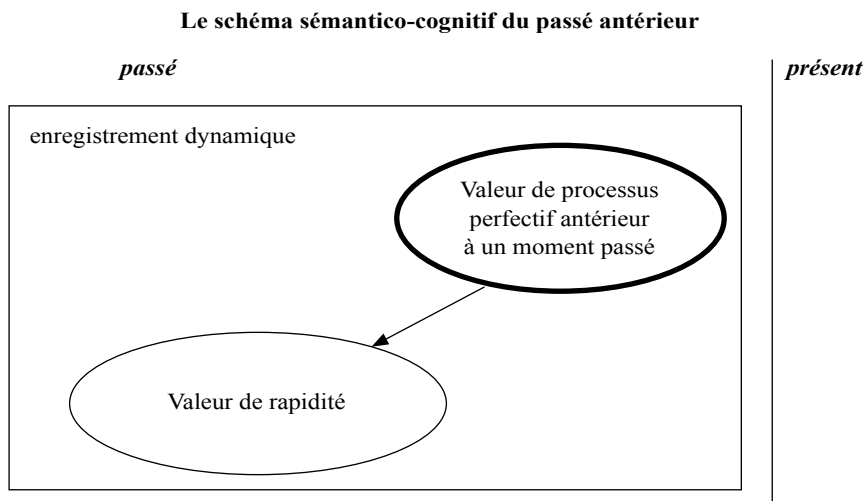 Le schéma sémantico-cognitif du passé antérieur
passé
présent
enregistrement dynamique
Valeur de processus
perfectif antérieur
à un moment passé
Valeur de rapidité